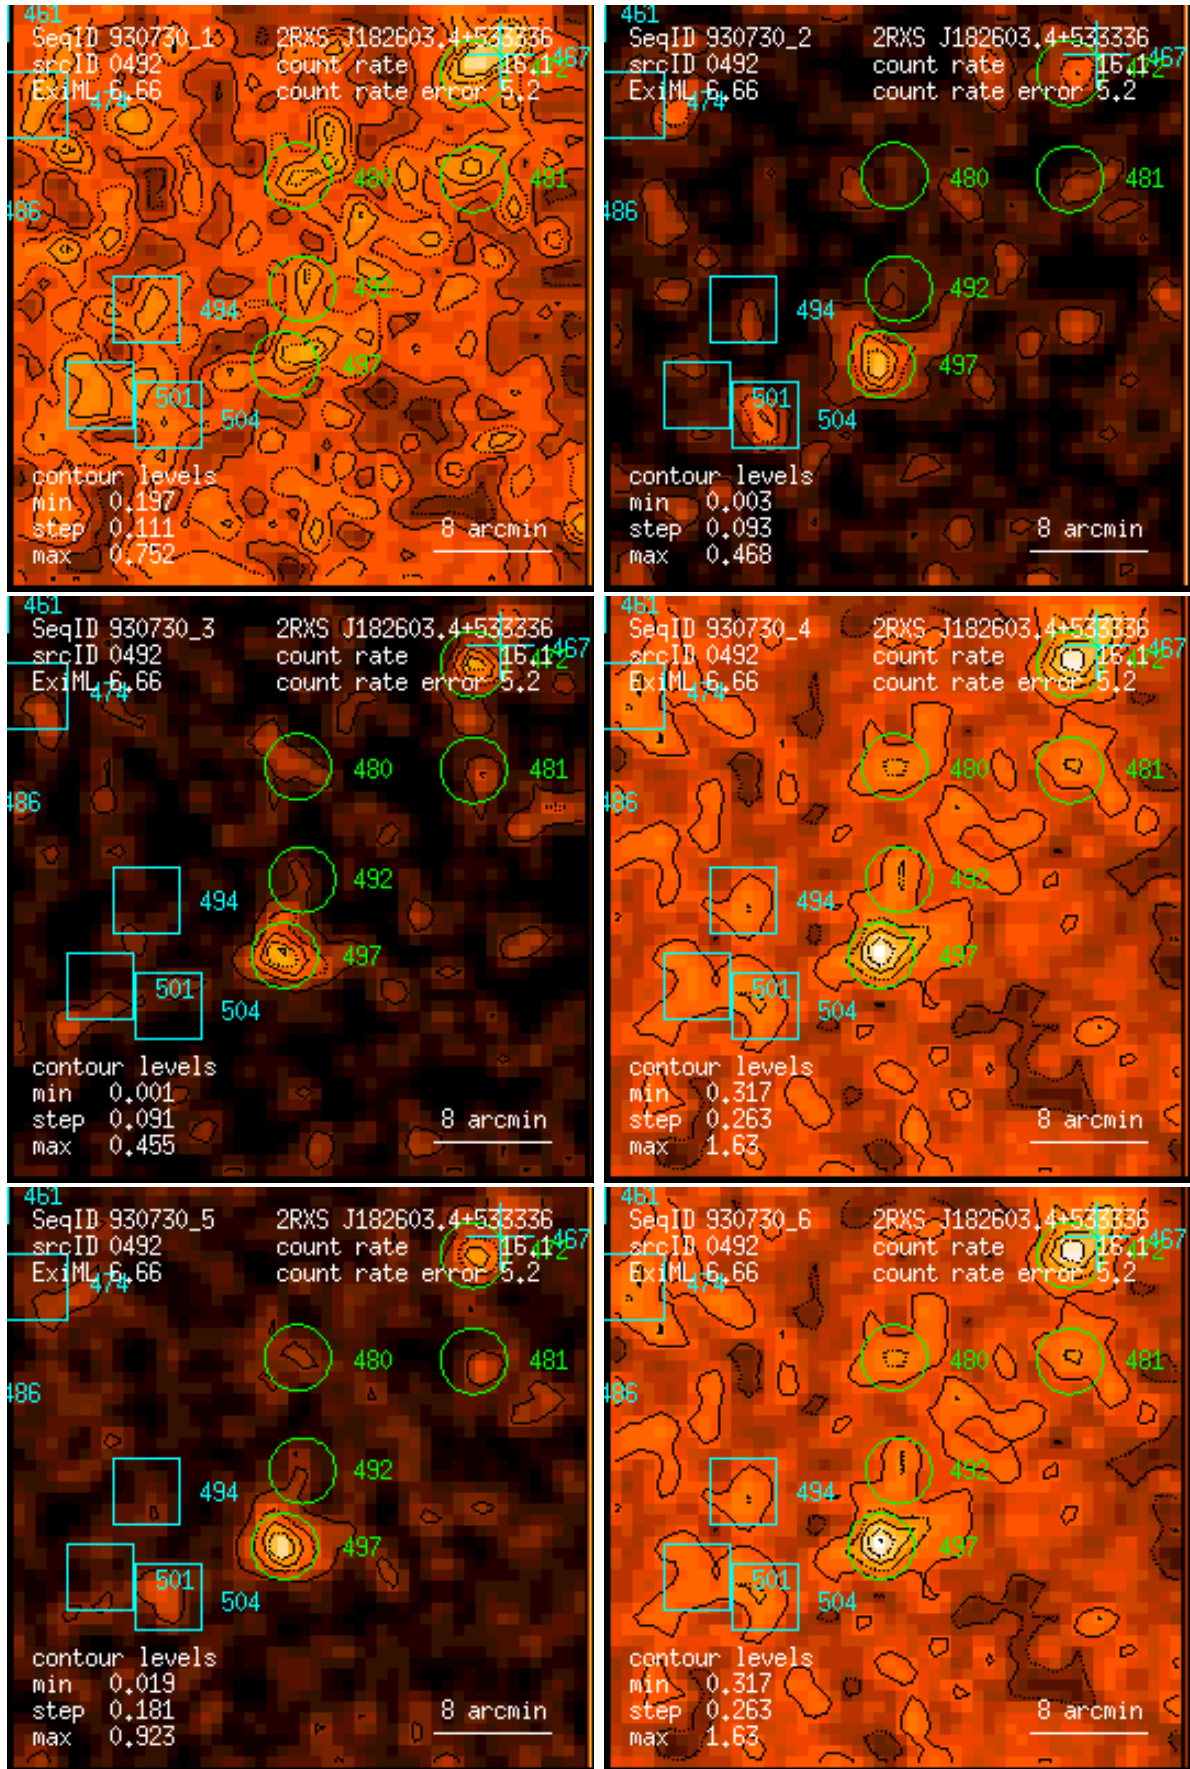 461
SeqID 930730_1 2RXS J182603.4+533336
srcID 0492 count rate 16.1
ExiML 6.66 count rate error 5.2
474
480
481
486
492
494
497
501
504
contour levels
min 0.197
step 0.111
max 0.752
8 arcmin
461
SeqID 930730_2 2RXS J182603.4+533336
467
srcID 0492 count rate 16.1
ExiML 6.66 count rate error 5.2
474
480
481
486
492
494
497
501
504
contour levels
min 0.003
step 0.093
max 0.468
8 arcmin
461
SeqID 930730_3 2RXS J182603.4+533336
srcID 0492 count rate 16.1
ExiML 6.66 count rate error 5.2
474
480
481
486
492
494
497
501
504
contour levels
min 0.001
step 0.091
max 0.455
8 arcmin
461
SeqID 930730_4 2RXS J182603.4+533336
467
srcID 0492 count rate 16.1
ExiML 6.66 count rate error 5.2
474
480
481
486
492
494
497
501
504
contour levels
min 0.317
step 0.263
max 1.63
8 arcmin
461
SeqID 930730_5 2RXS J182603.4+533336
srcID 0492 count rate 16.1
ExiML 6.66 count rate error 5.2
474
480
481
486
492
494
497
501
504
contour levels
min 0.019
step 0.181
max 0.923
8 arcmin
461
SeqID 930730_6 2RXS J182603.4+533336
467
srcID 0492 count rate 16.1
ExiML 6.66 count rate error 5.2
474
480
481
486
492
494
497
501
504
contour levels
min 0.317
step 0.263
max 1.63
8 arcmin